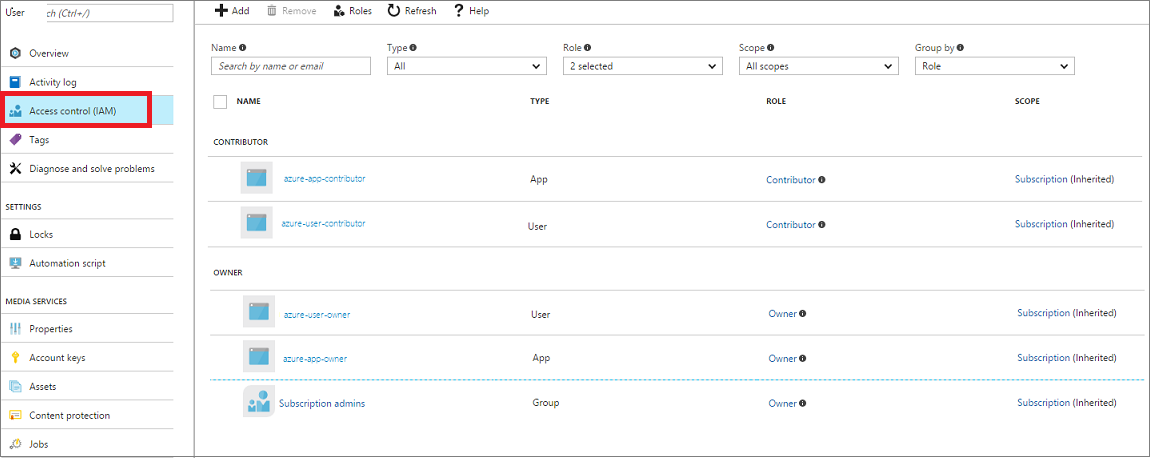 User ch (Ctrl+/)
Add Remove Roles Refresh Help
Overview
Activity log
Access control (IAM)
Tags
Diagnose and solve problems
SETTINGS
Locks
Automation script
MEDIA SERVICES
Properties
Account keys
Assets
Content protection
Jobs
Name Type Role Scope Group by
Search by name or email All 2 selected All scopes Role
NAME TYPE ROLE SCOPE
CONTRIBUTOR
azure-app-contributor App Contributor Subscription (Inherited)
azure-user-contributor User Contributor Subscription (Inherited)
OWNER
azure-user-owner User Owner Subscription (Inherited)
azure-app-owner App Owner Subscription (Inherited)
Subscription admins Group Owner Subscription (Inherited)